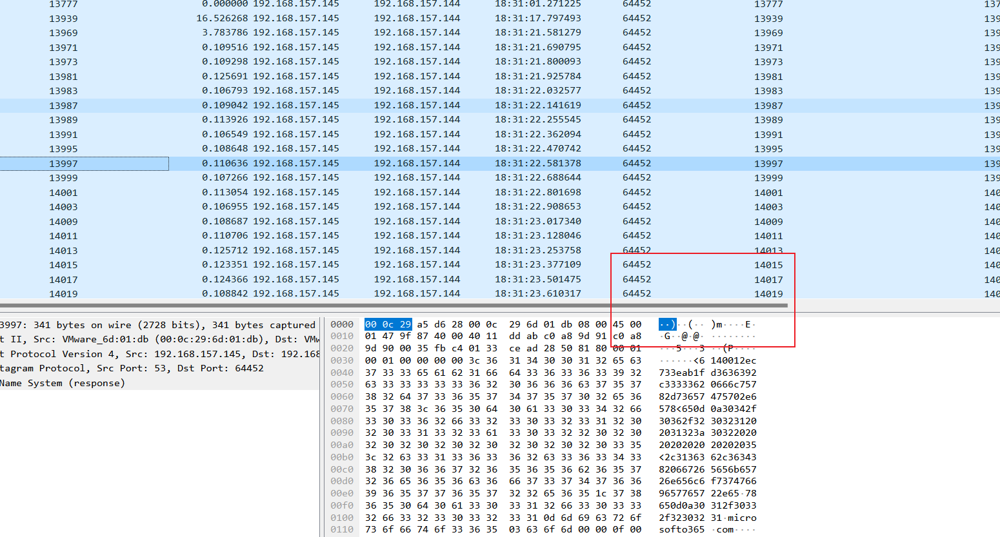 13777 0.000000 192.168.157.145 192.168.157.144 18:31:01.271225 64452 13777 137
13939 16.526268 192.168.157.145 192.168.157.144 18:31:17.797493 64452 13939 139
13969 3.783786 192.168.157.145 192.168.157.144 18:31:21.581279 64452 13969 139
13971 0.109516 192.168.157.145 192.168.157.144 18:31:21.690795 64452 13971 139
13973 0.109298 192.168.157.145 192.168.157.144 18:31:21.800093 64452 13973 139
13981 0.125691 192.168.157.145 192.168.157.144 18:31:21.925784 64452 13981 139
13983 0.106793 192.168.157.145 192.168.157.144 18:31:22.032577 64452 13983 139
13987 0.109042 192.168.157.145 192.168.157.144 18:31:22.141619 64452 13987 139
13989 0.113926 192.168.157.145 192.168.157.144 18:31:22.255545 64452 13989 139
13991 0.106549 192.168.157.145 192.168.157.144 18:31:22.362094 64452 13991 139
13995 0.108648 192.168.157.145 192.168.157.144 18:31:22.470742 64452 13995 139
13997 0.110636 192.168.157.145 192.168.157.144 18:31:22.581378 64452 13997 139
13999 0.107266 192.168.157.145 192.168.157.144 18:31:22.688644 64452 13999 139
14001 0.113054 192.168.157.145 192.168.157.144 18:31:22.801698 64452 14001 140
14003 0.106955 192.168.157.145 192.168.157.144 18:31:22.908653 64452 14003 140
14009 0.108687 192.168.157.145 192.168.157.144 18:31:23.017340 64452 14009 140
14011 0.110706 192.168.157.145 192.168.157.144 18:31:23.128046 64452 14011 140
14013 0.125712 192.168.157.145 192.168.157.144 18:31:23.253758 64452 14013 140
14015 0.123351 192.168.157.145 192.168.157.144 18:31:23.377109 64452 14015 140
14017 0.124366 192.168.157.145 192.168.157.144 18:31:23.501475 64452 14017 140
14019 0.108842 192.168.157.145 192.168.157.144 18:31:23.610317 64452 14019 140
3997: 341 bytes on wire (2728 bits), 341 bytes captured
t II, Src: VMware_6d:01:db (00:0c:29:6d:01:db), Dst: VMw
t Protocol Version 4, Src: 192.168.157.145, Dst: 192.168
tagram Protocol, Src Port: 53, Dst Port: 64452
Name System (response)
0000 00 0c 29 a5 d6 28 00 0c 29 6d 01 db 08 00 45 00 ··)··(·· )m····E·
0010 01 47 9f 87 40 00 40 11 dd ab c0 a8 9d 91 c0 a8 ·G··@·@· ········
0020 9d 90 00 35 fb c4 01 33 ce ad 28 50 81 80 00 01 ···5···3 ··(P····
0030 00 01 00 00 00 00 3c 36 31 34 30 30 31 32 65 63 ······<6 140012ec
0040 37 33 33 65 61 62 31 66 64 33 36 33 36 33 39 32 733eab1f d3636392
0050 63 33 33 33 33 33 36 32 30 36 36 36 63 37 35 37 c3333362 0666c757
0060 38 32 64 37 33 36 35 37 34 37 35 37 30 32 65 36 82d73657 475702e6
0070 35 37 38 3c 36 35 30 64 30 61 33 30 33 34 32 66 578<650d 0a30342f
0080 33 30 33 36 32 66 33 32 33 30 33 32 33 31 32 30 30362f32 30323120
0090 32 30 33 31 33 32 33 61 33 30 33 32 32 30 32 30 2031323a 30322020
00a0 32 30 32 30 32 30 32 30 32 30 32 30 32 30 33 35 20202020 20202035
00b0 3c 32 63 33 31 33 36 33 36 32 63 33 36 33 34 33 <2c31363 62c36343
00c0 38 32 30 36 36 37 32 36 35 36 35 36 62 36 35 37 82066726 5656b657
00d0 32 36 65 36 35 36 63 36 66 37 33 37 34 37 36 36 26e656c6 f7374766
00e0 39 36 35 37 37 36 35 37 32 32 65 36 35 1c 37 38 96577657 22e65·78
00f0 36 35 30 64 30 61 33 30 33 31 32 66 33 30 33 33 650d0a30 312f3033
0100 32 66 33 32 33 30 33 32 33 31 0d 6d 69 63 72 6f 2f323032 31·micro
0110 73 6f 66 74 6f 33 36 35 03 63 6f 6d 00 00 0f 00 softo365 ·com····